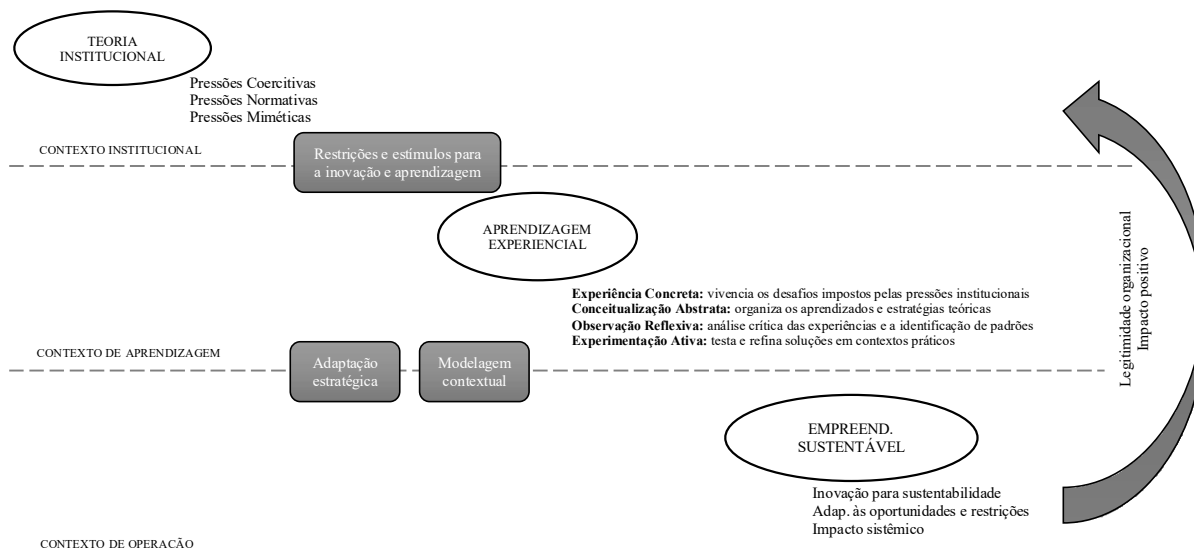 TEORIA
INSTITUCIONAL
Pressões Coercitivas
Pressões Normativas
Pressões Miméticas
CONTEXTO INSTITUCIONAL
Restrições e estímulos para
a inovação e aprendizagem
APRENDIZAGEM
EXPERIENCIAL
Experiência Concreta: vivencia os desafios impostos pelas pressões institucionais
Conceitualização Abstrata: organiza os aprendizados e estratégias teóricas
Observação Reflexiva: análise crítica das experiências e a identificação de padrões
Experimentação Ativa: testa e refina soluções em contextos práticos
CONTEXTO DE APRENDIZAGEM
Adaptação
estratégica
Modelagem
contextual
Legitimidade organizacional
Impacto positivo
EMPREEND.
SUSTENTÁVEL
Inovação para sustentabilidade
Adap. às oportunidades e restrições
Impacto sistêmico
CONTEXTO DE OPERAÇÃO